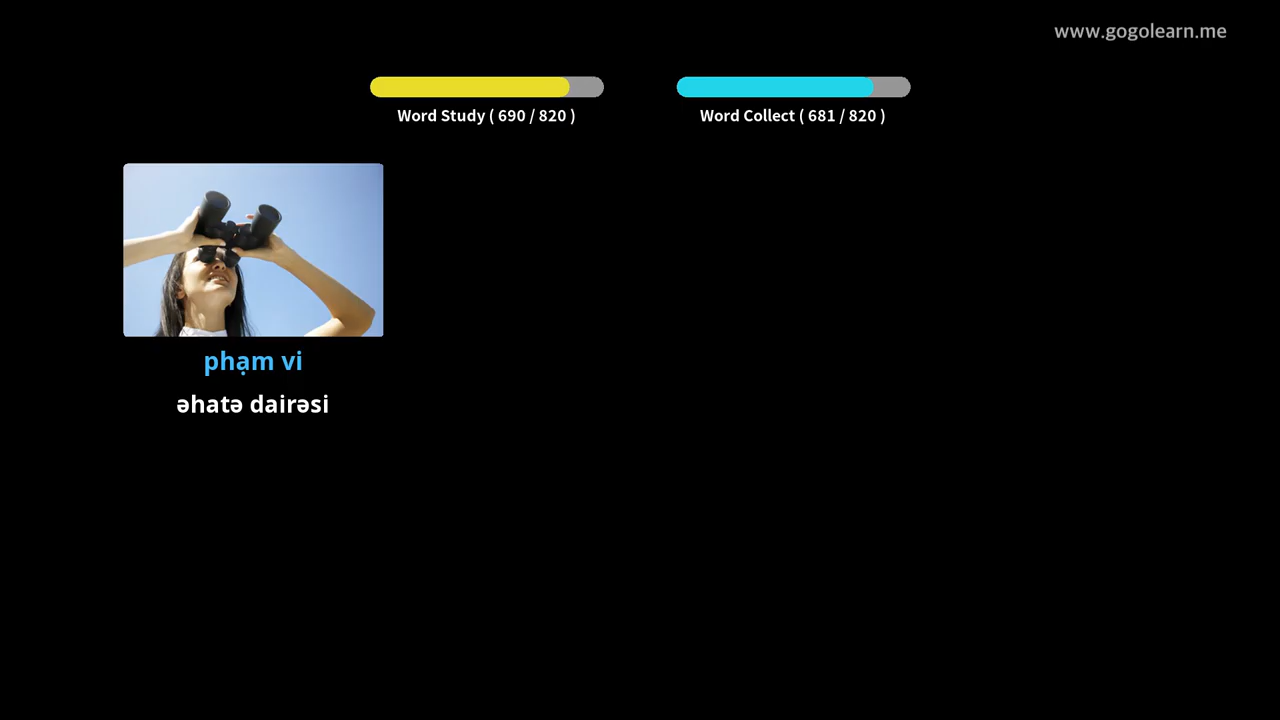 www.gogolearn.me
Word Study ( 690 / 820 )
Word Collect ( 681 / 820 )
phạm vi
əhatə dairəsi